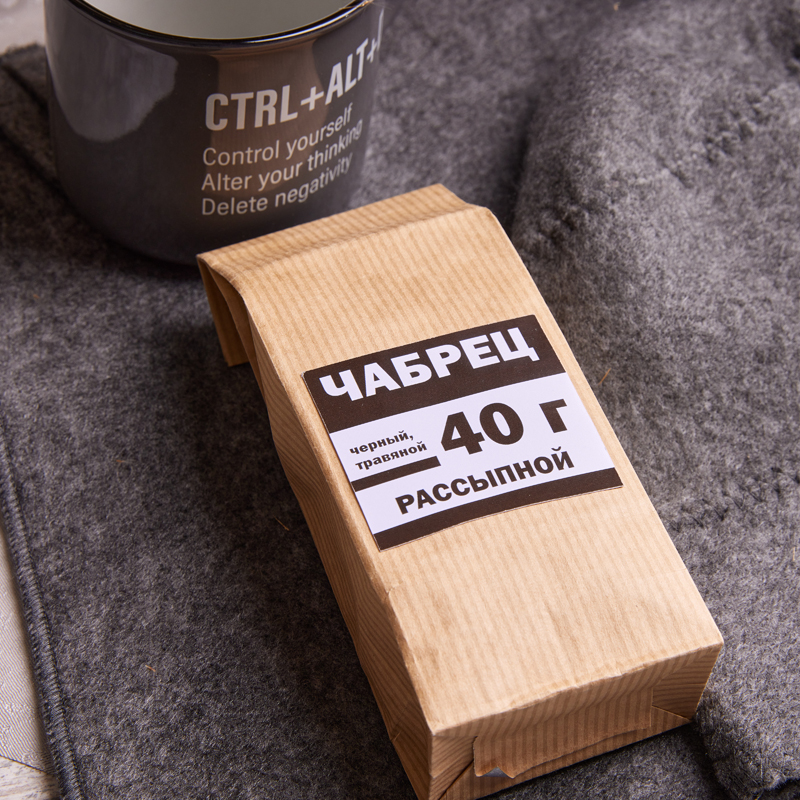 CTRL+ALT+
Control yourself
Alter your thinking
Delete negativity
ЧАБРЕЦ
черный,
травяной
40 г
РАССЫПНОЙ